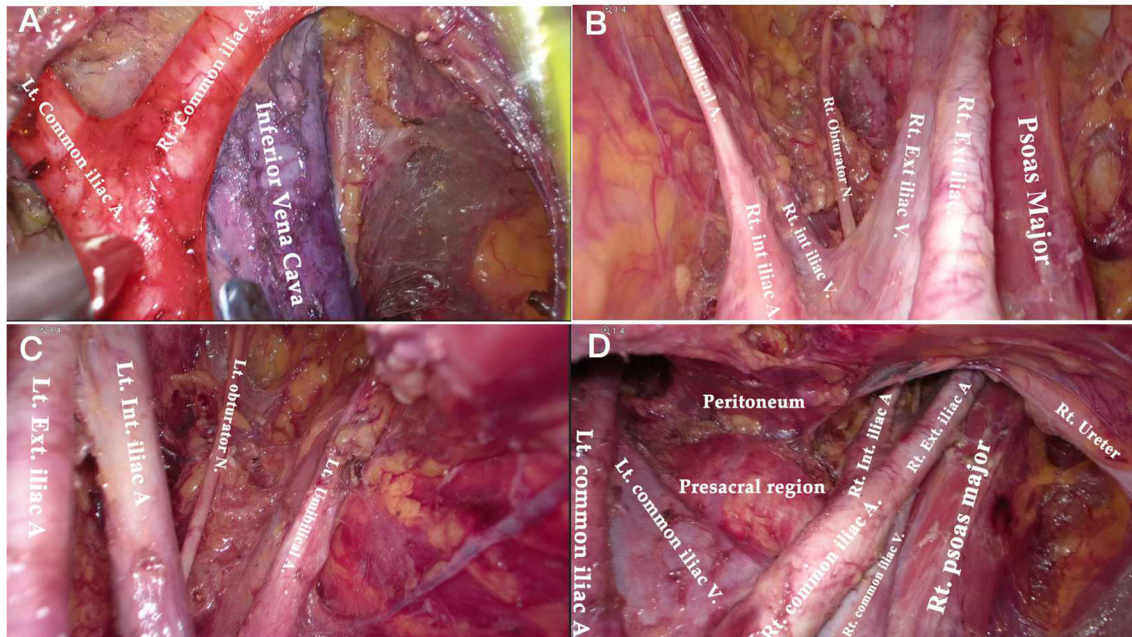 A
Lt. Common iliac A.
Rt. Common iliac A.
Inferior Vena Cava
B
Rt. Umbilical A
Rt. int iliac A
Rt. int iliac V.
Rt. Obturator N.
Rt. Ext iliac V.
Rt. Ext iliac
Psoas Major
C
Lt. Ext. iliac A
Lt. Int. iliac A
Lt. obturator N.
Lt. Umbilical A.
D
Peritoneum
Presacral region
Lt. common iliac A
Lt. common iliac V.
Rt. Int. iliac A
Rt. Ext. iliac A
Rt. common iliac A.
Rt. common iliac V.
Rt. psoas major
Rt. Ureter